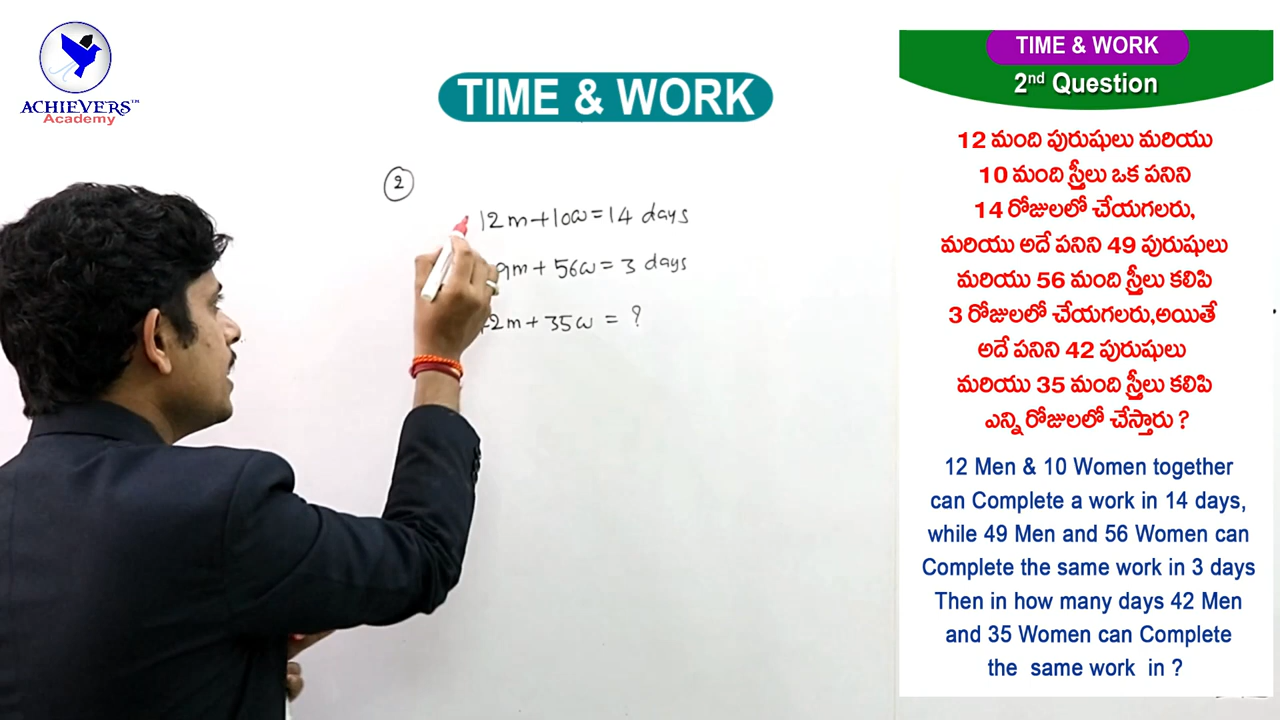 ACHIEVERS™
Academy
TIME & WORK
2
12m+10w=14 days
9m + 56w = 3 days
2m + 35w = ?
TIME & WORK
2nd Question
12 మంది పురుషులు మరియు
10 మంది స్త్రీలు ఒక పనిని
14 రోజులలో చేయగలరు,
మరియు అదే పనిని 49 పురుషులు
మరియు 56 మంది స్త్రీలు కలిపి
3 రోజులలో చేయగలరు,అయితే
అదే పనిని 42 పురుషులు
మరియు 35 మంది స్త్రీలు కలిపి
ఎన్ని రోజులలో చేస్తారు ?
12 Men & 10 Women together
can Complete a work in 14 days,
while 49 Men and 56 Women can
Complete the same work in 3 days
Then in how many days 42 Men
and 35 Women can Complete
the same work in ?